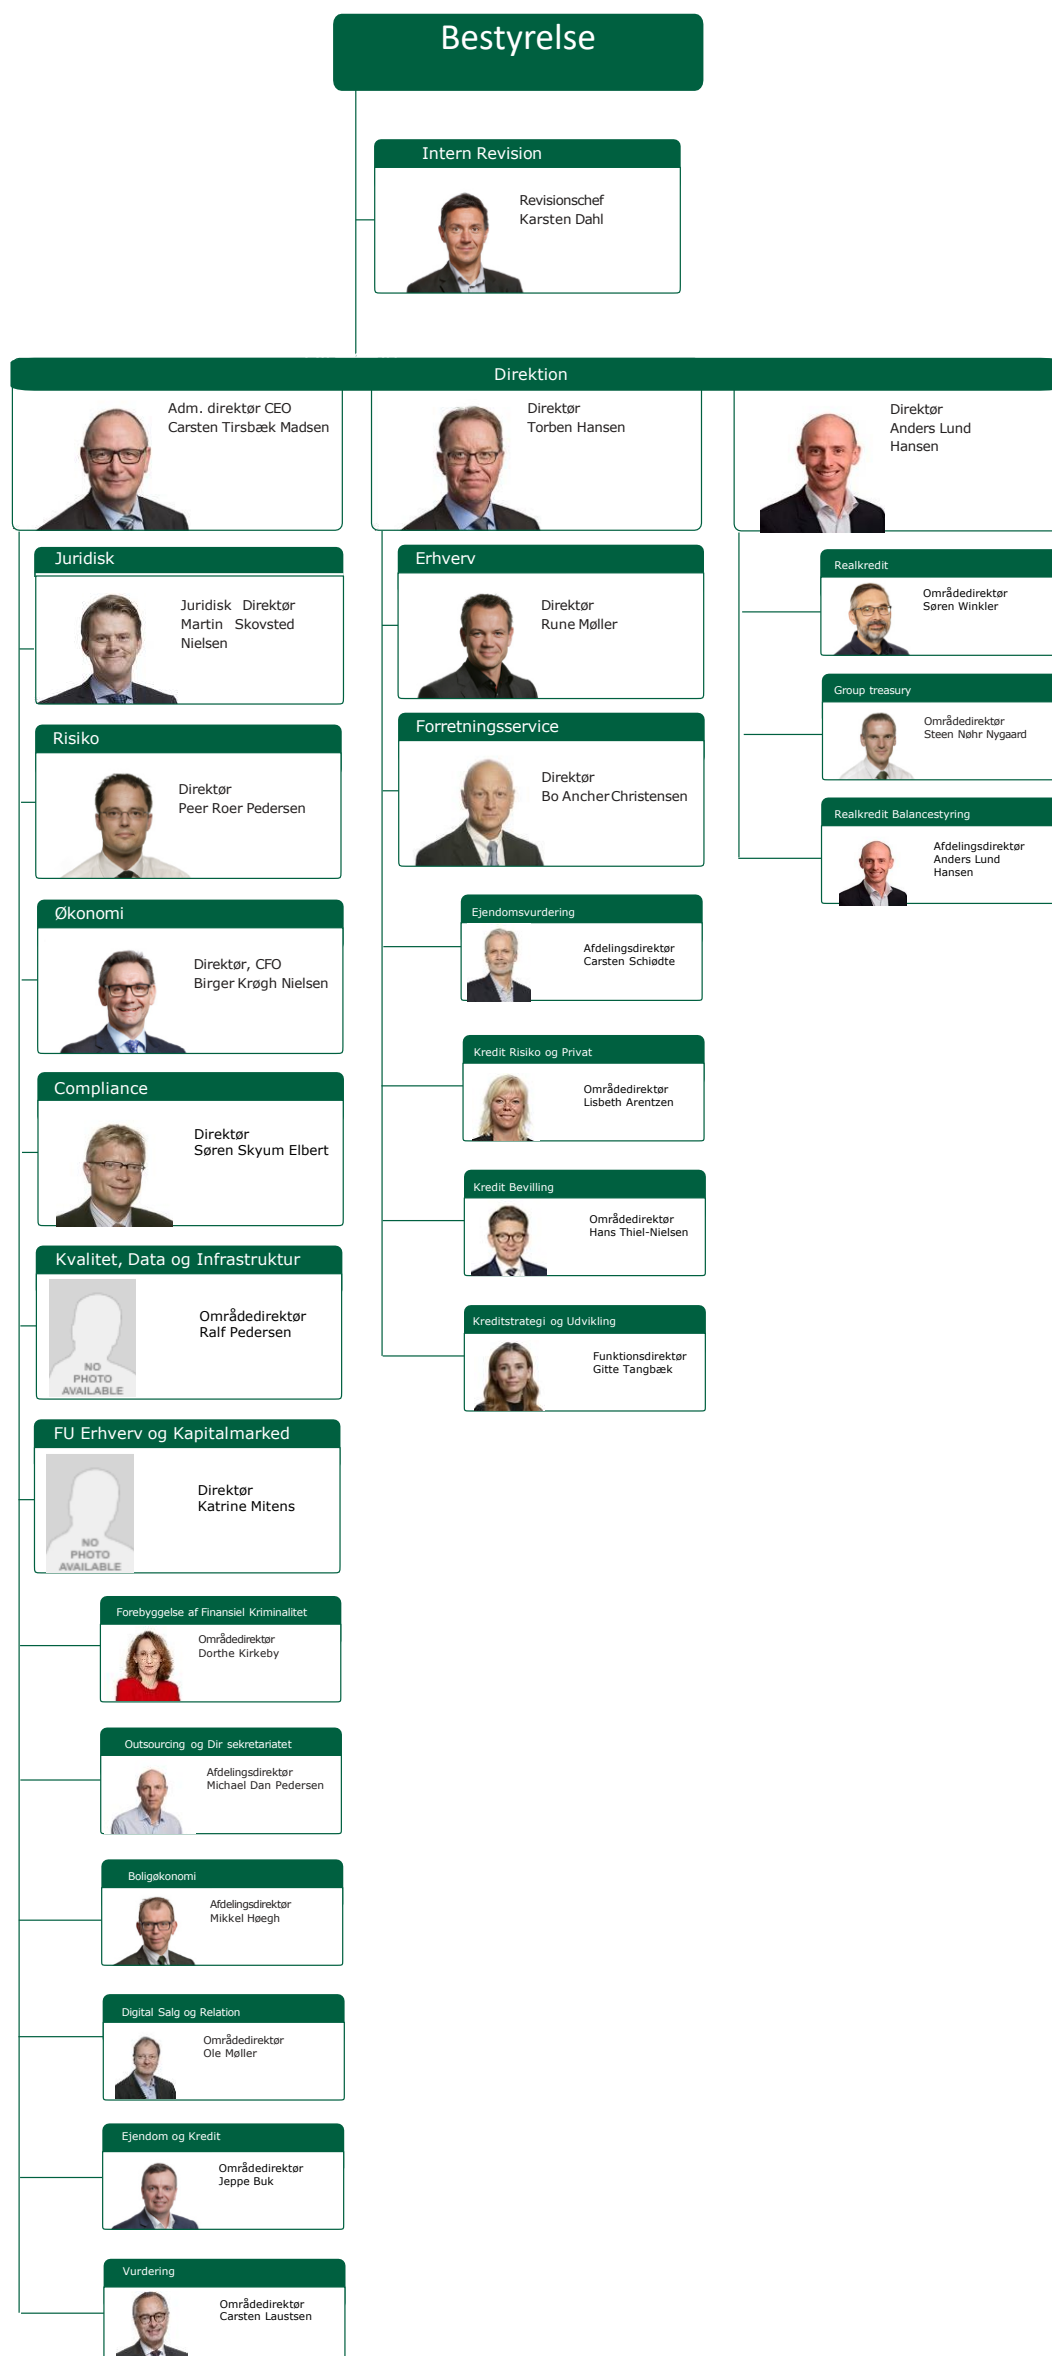 Bestyrelse
Intern Revision
Revisionschef
Karsten Dahl
Direktion
Adm. direktør CEO
Carsten Tirsbæk Madsen
Direktør
Torben Hansen
Direktør
Anders Lund
Hansen
Juridisk
Juridisk Direktør
Martin Skovsted
Nielsen
Risiko
Direktør
Peer Roer Pedersen
Økonomi
Direktør, CFO
Birger Krøgh Nielsen
Compliance
Direktør
Søren Skyum Elbert
Kvalitet, Data og Infrastruktur
NO
PHOTO
AVAILABLE
Områdedirektør
Ralf Pedersen
FU Erhverv og Kapitalmarked
NO
PHOTO
AVAILABLE
Direktør
Katrine Mitens
Forebyggelse af Finansiel Kriminalitet
Områdedirektør
Dorthe Kirkeby
Outsourcing og Dir sekretariatet
Afdelingsdirektør
Michael Dan Pedersen
Boligøkonomi
Afdelingsdirektør
Mikkel Høegh
Digital Salg og Relation
Områdedirektør
Ole Møller
Ejendom og Kredit
Områdedirektør
Jeppe Buk
Vurdering
Områdedirektør
Carsten Laustsen
Erhverv
Direktør
Rune Møller
Forretningsservice
Direktør
Bo Ancher Christensen
Ejendomsvurdering
Afdelingsdirektør
Carsten Schiødte
Kredit Risiko og Privat
Områdedirektør
Lisbeth Arentzen
Kredit Bevilling
Områdedirektør
Hans Thiel-Nielsen
Kreditstrategi og Udvikling
Funktionsdirektør
Gitte Tangbæk
Realkredit
Områdedirektør
Søren Winkler
Group treasury
Områdedirektør
Steen Nøhr Nygaard
Realkredit Balancestyring
Afdelingsdirektør
Anders Lund
Hansen